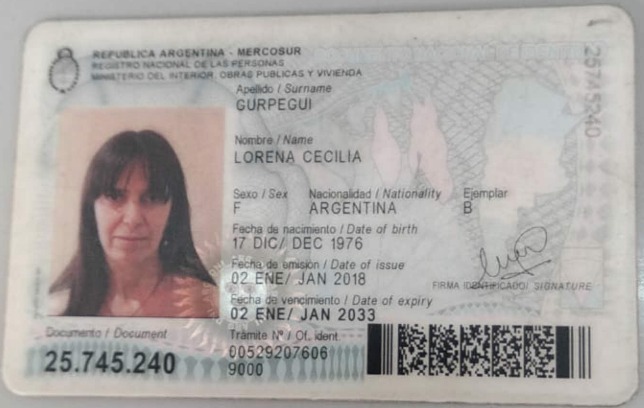 REPUBLICA ARGENTINA - MERCOSUR
REGISTRO NACIONAL DE LAS PERSONAS
MINISTERIO DEL INTERIOR, OBRAS PUBLICAS Y VIVIENDA
Apellido / Surname
GURPEGUI
Nombre / Name
LORENA CECILIA
Sexo / Sex Nacionalidad / Nationality Ejemplar
F ARGENTINA B
Fecha de nacimiento / Date of birth
17 DIC/ DEC 1976
Fecha de emisión / Date of issue
02 ENE/ JAN 2018
FIRMA IDENTIFICADO/ SIGNATURE
Fecha de vencimiento / Date of expiry
02 ENE/ JAN 2033
Documento / Document
25.745.240
Trámite Nº / Of. ident.
00529207606
9000
25745240